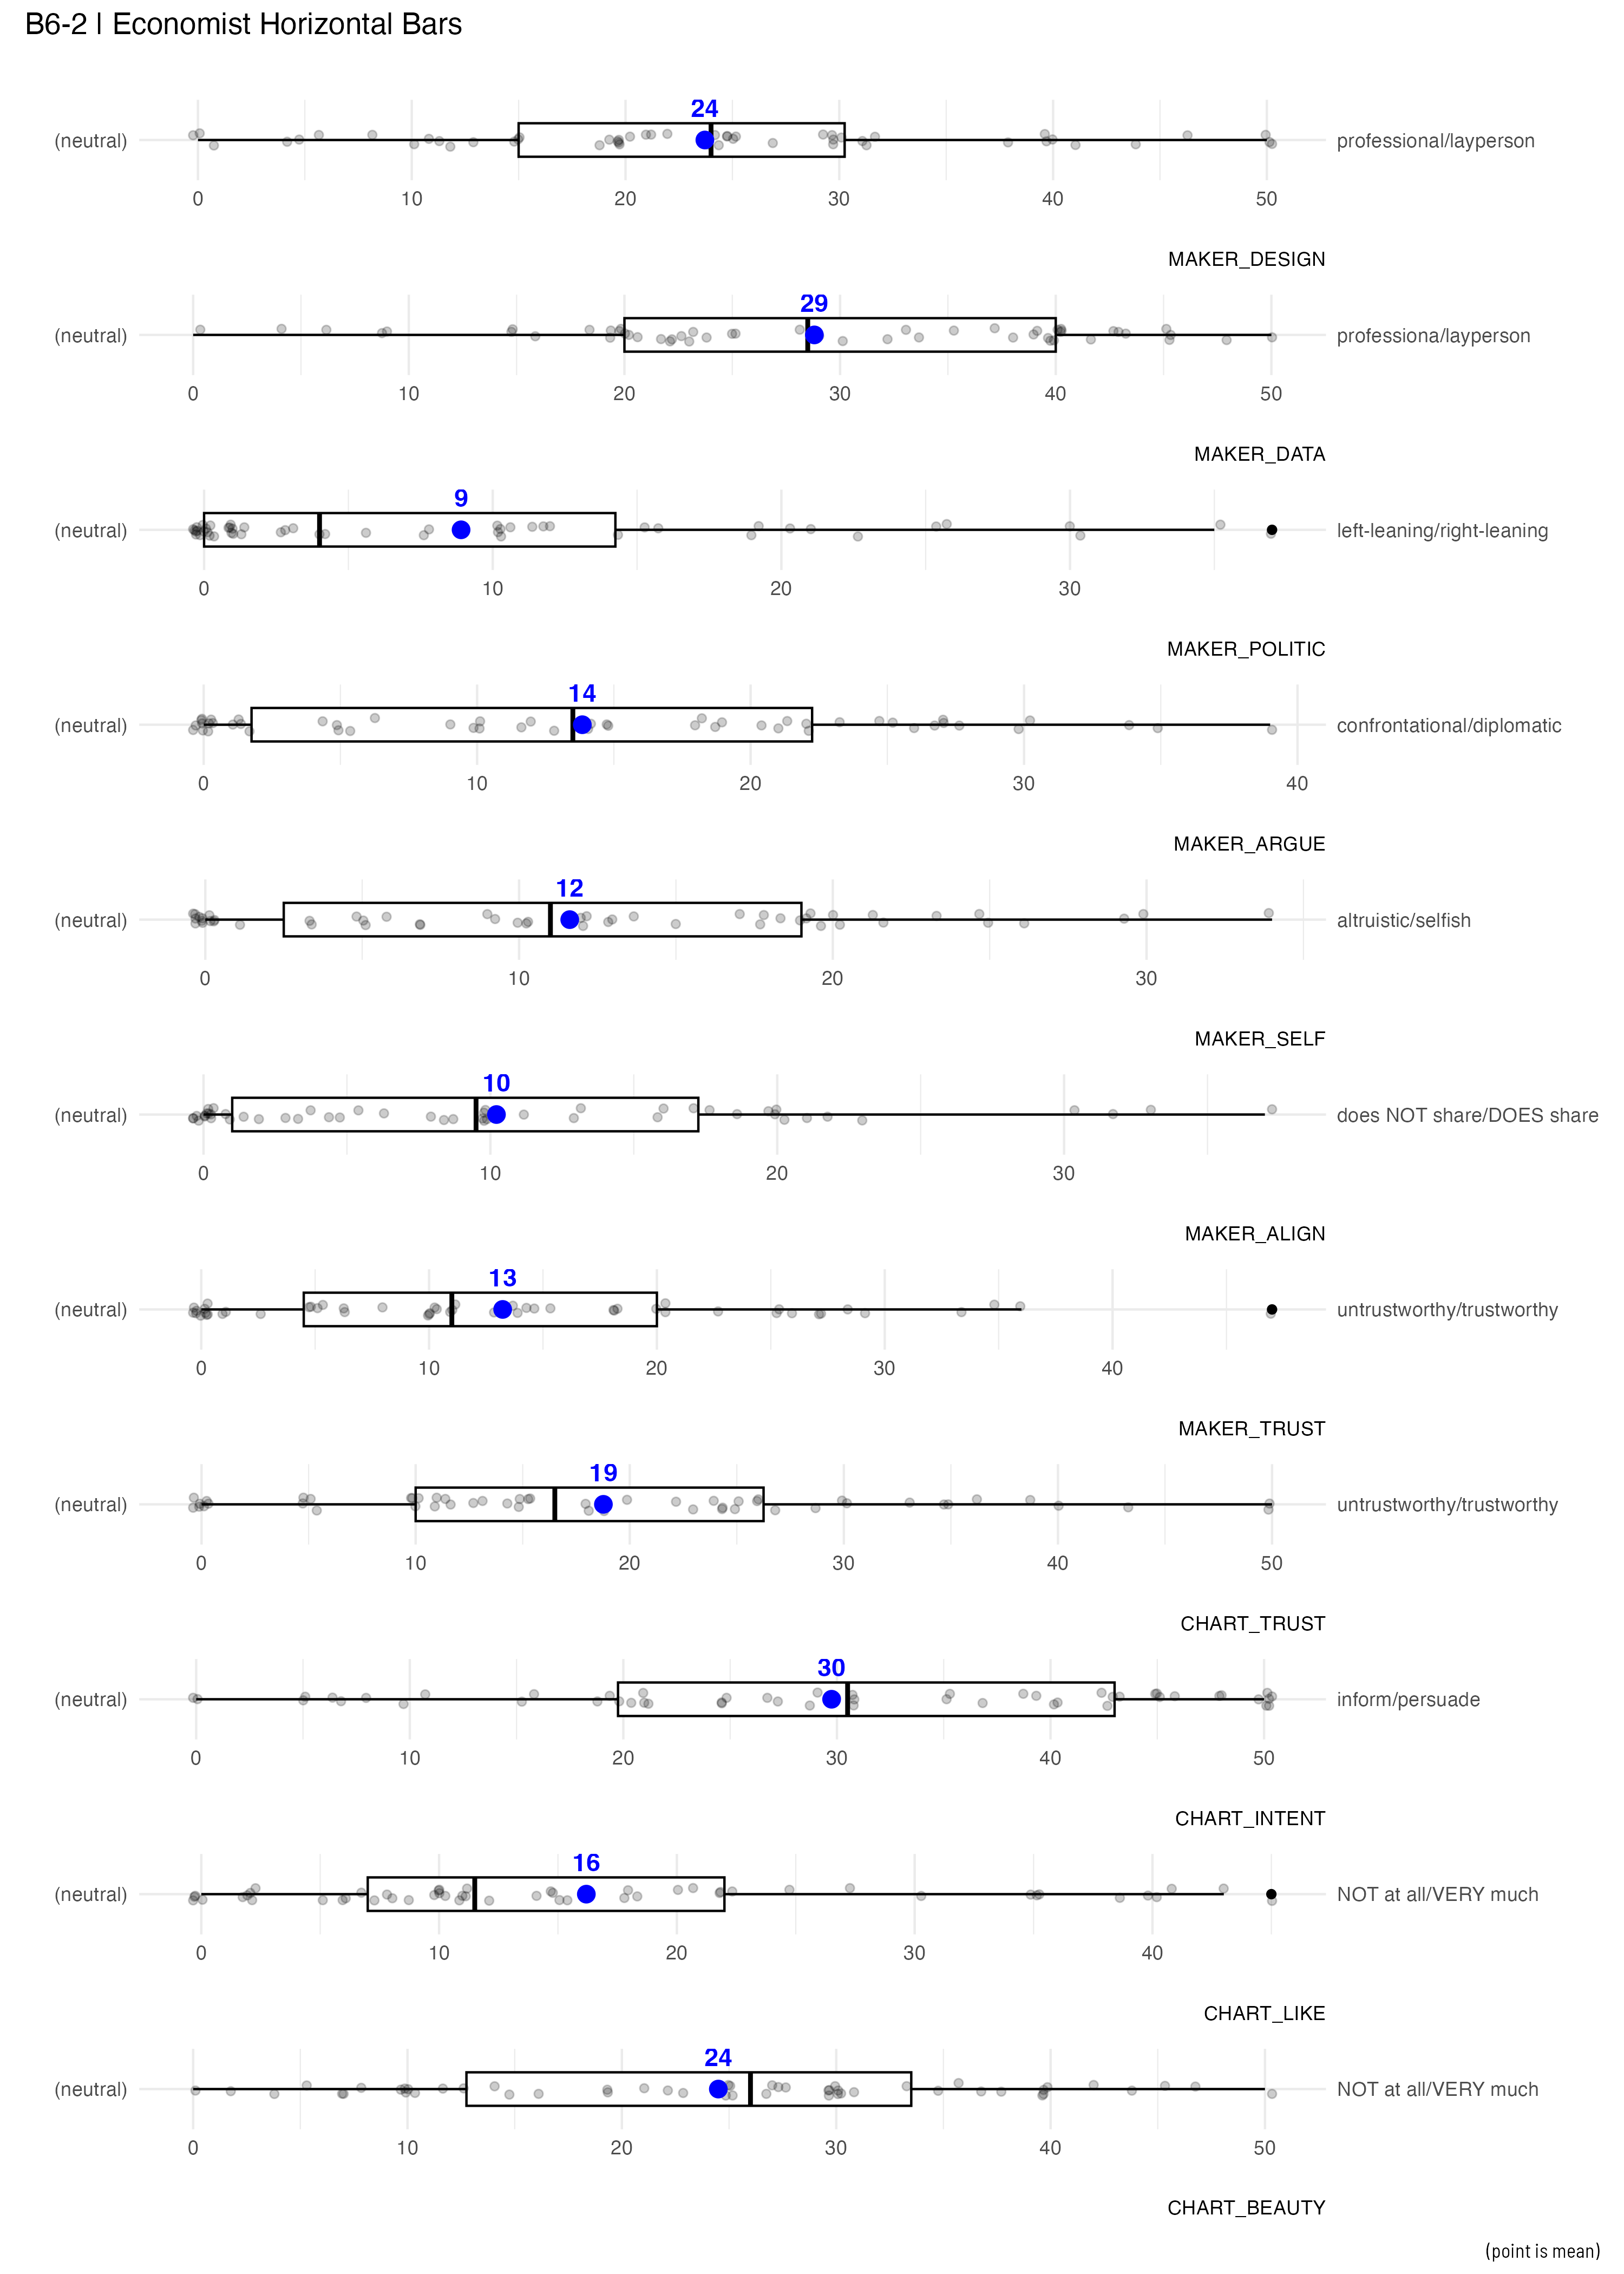 B6-2 | Economist Horizontal Bars
24
(neutral) professional/layperson
0 10 20 30 40 50
MAKER_DESIGN
29
(neutral) professiona/layperson
0 10 20 30 40 50
MAKER_DATA
9
(neutral) left-leaning/right-leaning
0 10 20 30
MAKER_POLITIC
14
(neutral) confrontational/diplomatic
0 10 20 30 40
MAKER_ARGUE
12
(neutral) altruistic/selfish
0 10 20 30
MAKER_SELF
10
(neutral) does NOT share/DOES share
0 10 20 30
MAKER_ALIGN
13
(neutral) untrustworthy/trustworthy
0 10 20 30 40
MAKER_TRUST
19
(neutral) untrustworthy/trustworthy
0 10 20 30 40 50
CHART_TRUST
30
(neutral) inform/persuade
0 10 20 30 40 50
CHART_INTENT
16
(neutral) NOT at all/VERY much
0 10 20 30 40
CHART_LIKE
24
(neutral) NOT at all/VERY much
0 10 20 30 40 50
CHART_BEAUTY
(point is mean)